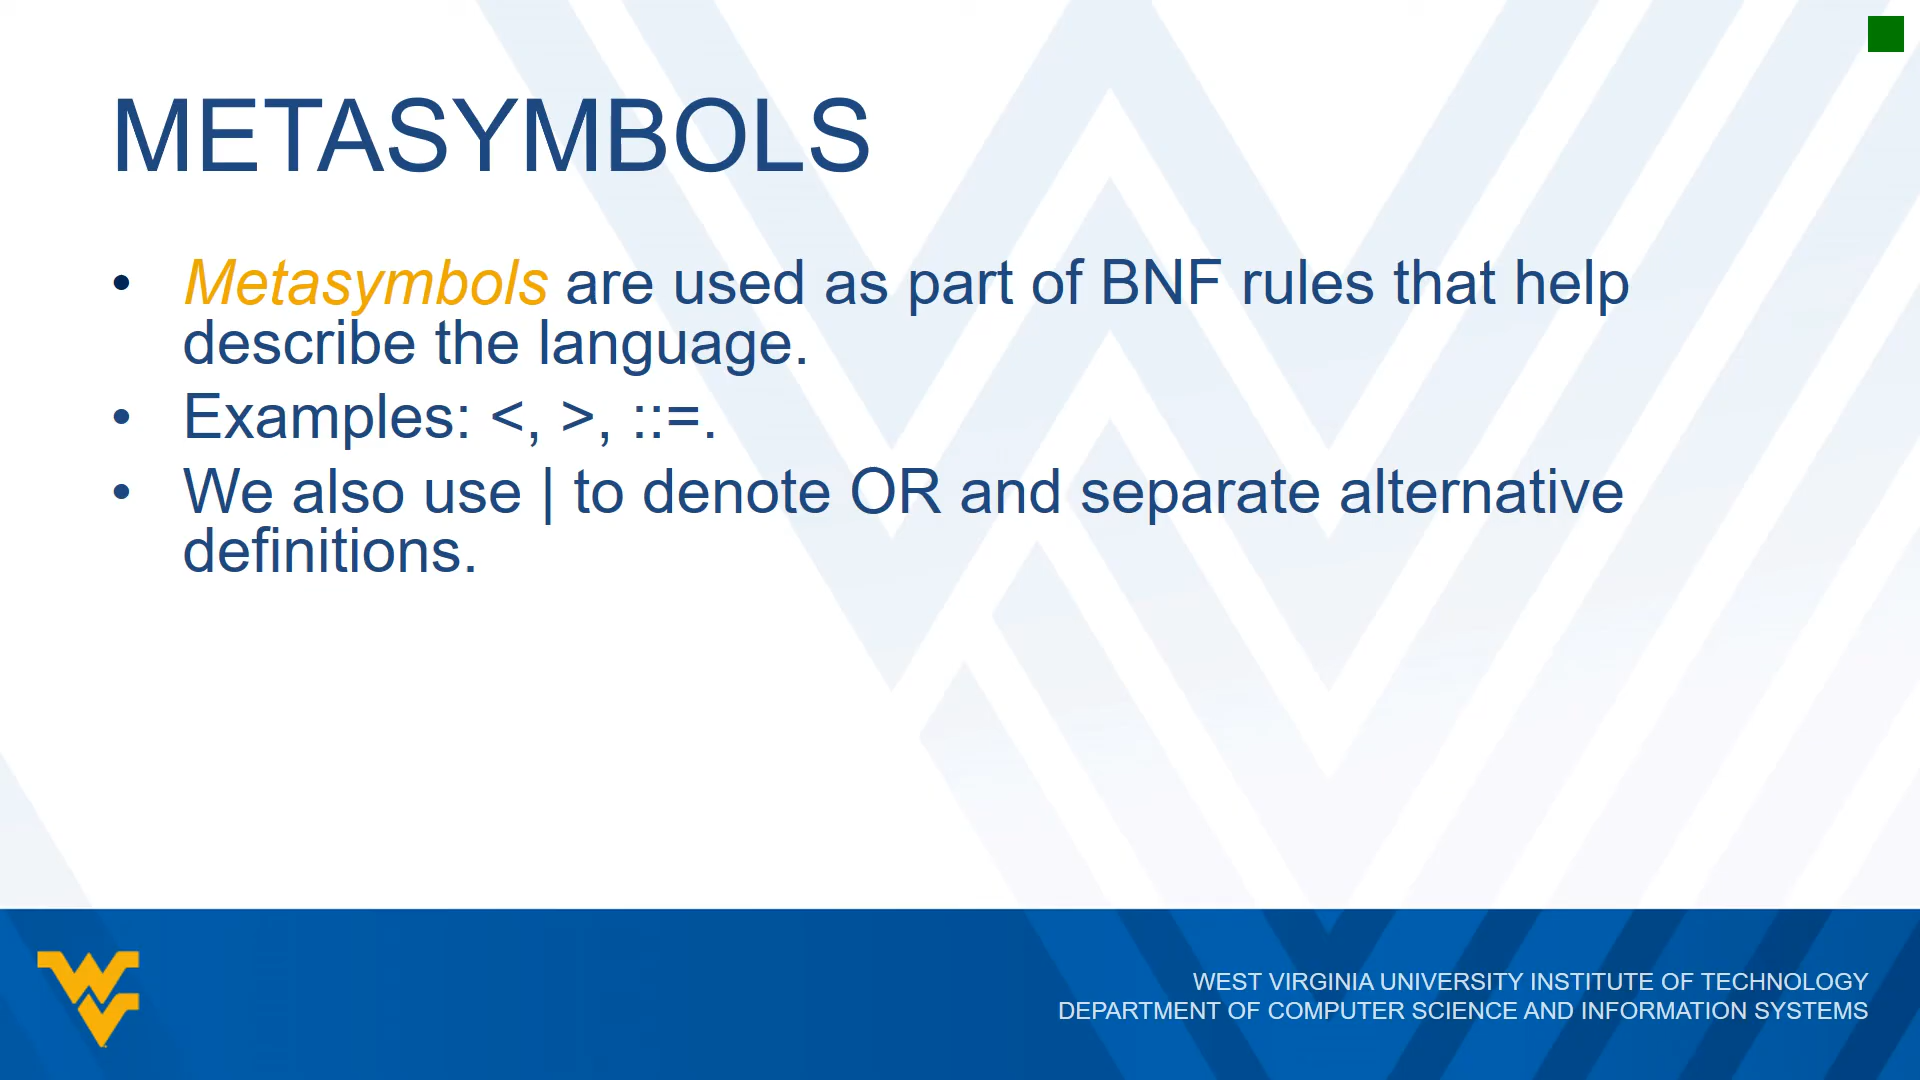 METASYMBOLS
• Metasymbols are used as part of BNF rules that help
describe the language.
• Examples: <, >, ::=.
• We also use | to denote OR and separate alternative
definitions.
WEST VIRGINIA UNIVERSITY INSTITUTE OF TECHNOLOGY
DEPARTMENT OF COMPUTER SCIENCE AND INFORMATION SYSTEMS